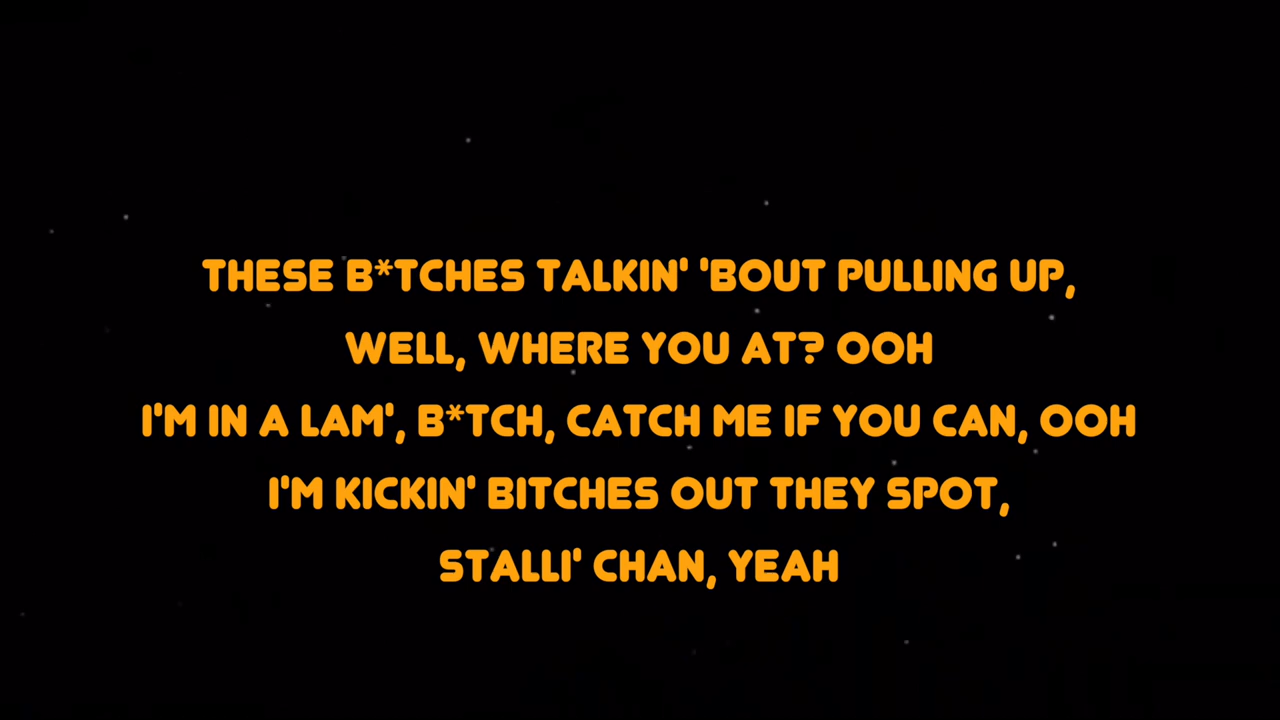 THESE B*TCHES TALKIN' 'BOUT PULLING UP,
WELL, WHERE YOU AT? OOH
I'M IN A LAM', B*TCH, CATCH ME IF YOU CAN, OOH
I'M KICKIN' BITCHES OUT THEY SPOT,
STALLI' CHAN, YEAH